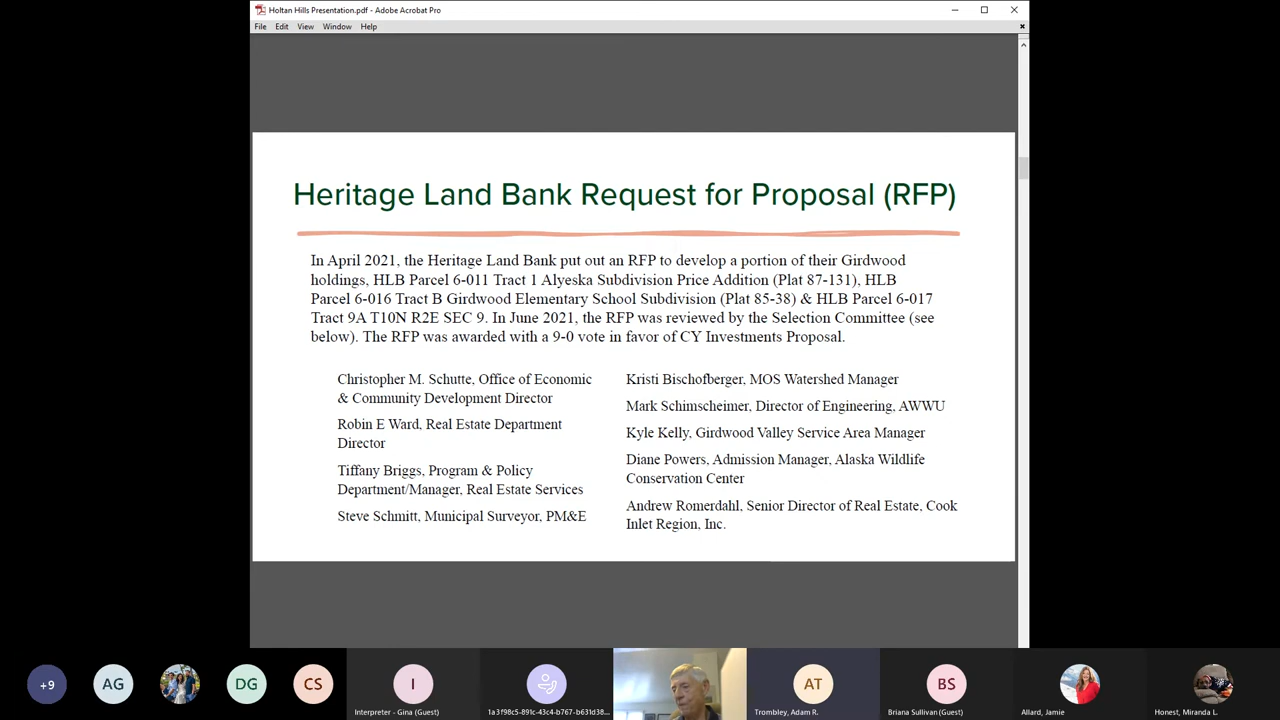 Holtan Hills Presentation.pdf - Adobe Acrobat Pro
File Edit View Window Help
Heritage Land Bank Request for Proposal (RFP)
In April 2021, the Heritage Land Bank put out an RFP to develop a portion of their Girdwood
holdings, HLB Parcel 6-011 Tract 1 Alyeska Subdivision Price Addition (Plat 87-131), HLB
Parcel 6-016 Tract B Girdwood Elementary School Subdivision (Plat 85-38) & HLB Parcel 6-017
Tract 9A T10N R2E SEC 9. In June 2021, the RFP was reviewed by the Selection Committee (see
below). The RFP was awarded with a 9-0 vote in favor of CY Investments Proposal.
Christopher M. Schutte, Office of Economic
& Community Development Director
Robin E Ward, Real Estate Department
Director
Tiffany Briggs, Program & Policy
Department/Manager, Real Estate Services
Steve Schmitt, Municipal Surveyor, PM&E
Kristi Bischofberger, MOS Watershed Manager
Mark Schimscheimer, Director of Engineering, AWWU
Kyle Kelly, Girdwood Valley Service Area Manager
Diane Powers, Admission Manager, Alaska Wildlife
Conservation Center
Andrew Romerdahl, Senior Director of Real Estate, Cook
Inlet Region, Inc.
+9
AG
DG
CS
I
Interpreter - Gina (Guest)
1a3f98c5-891c-43c4-b767-b631d38...
AT
Trombley, Adam R.
BS
Briana Sullivan (Guest)
Allard, Jamie
Honest, Miranda L.